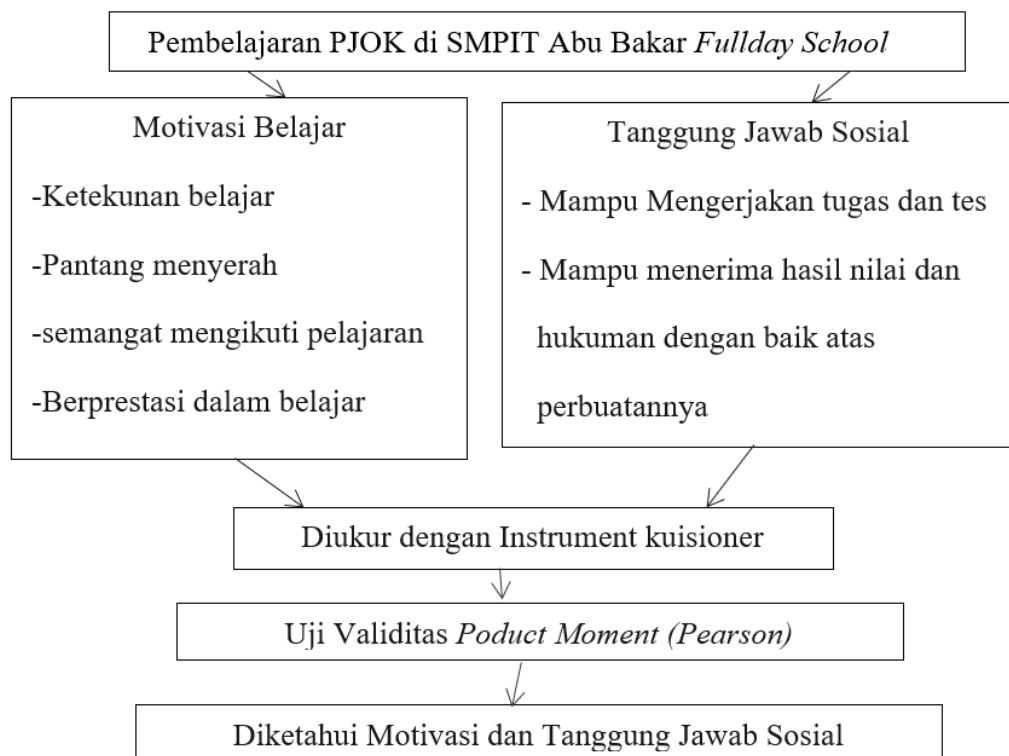 Pembelajaran PJOK di SMPIT Abu Bakar Fullday School
Motivasi Belajar
-Ketekunan belajar
-Pantang menyerah
-semangat mengikuti pelajaran
-Berprestasi dalam belajar
Tanggung Jawab Sosial
- Mampu Mengerjakan tugas dan tes
- Mampu menerima hasil nilai dan
hukuman dengan baik atas
perbuatannya
Diukur dengan Instrument kuisioner
Uji Validitas Poduct Moment (Pearson)
Diketahui Motivasi dan Tanggung Jawab Sosial